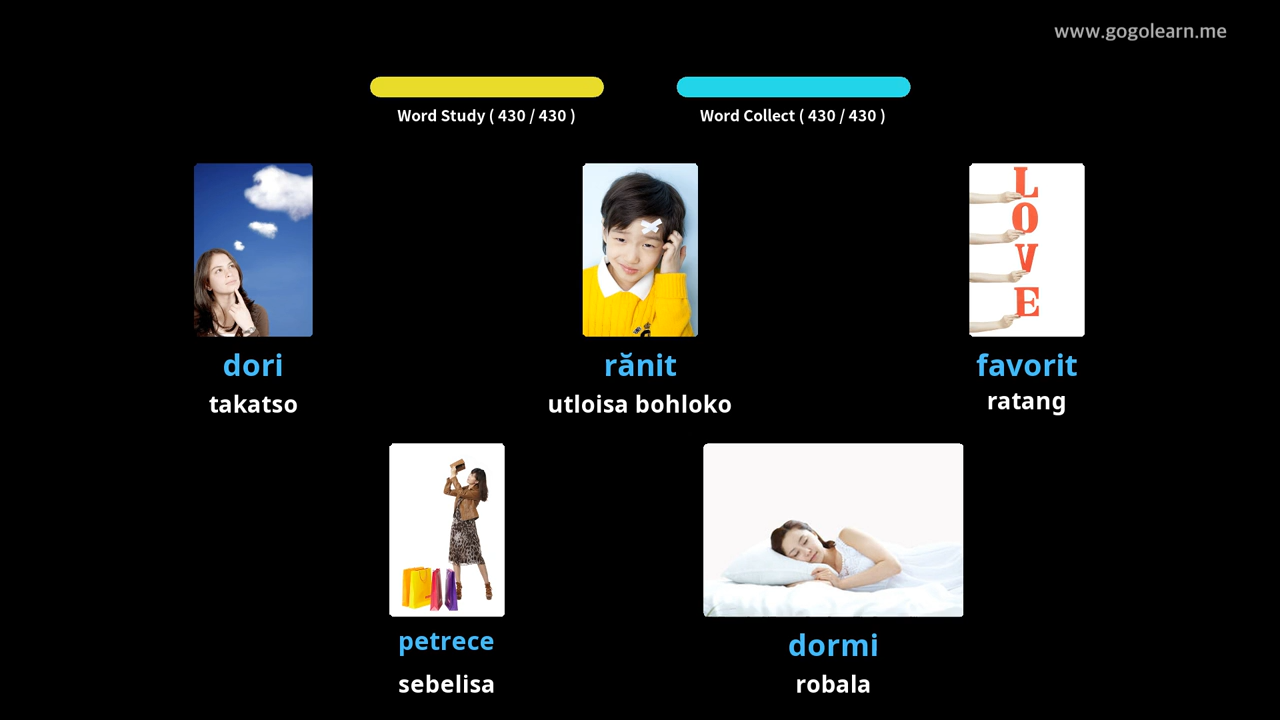 www.gogolearn.me
Word Study ( 430 / 430 )
Word Collect ( 430 / 430 )
LOVE
dori
rănit
favorit
takatso
utloisa bohloko
ratang
petrece
dormi
sebelisa
robala